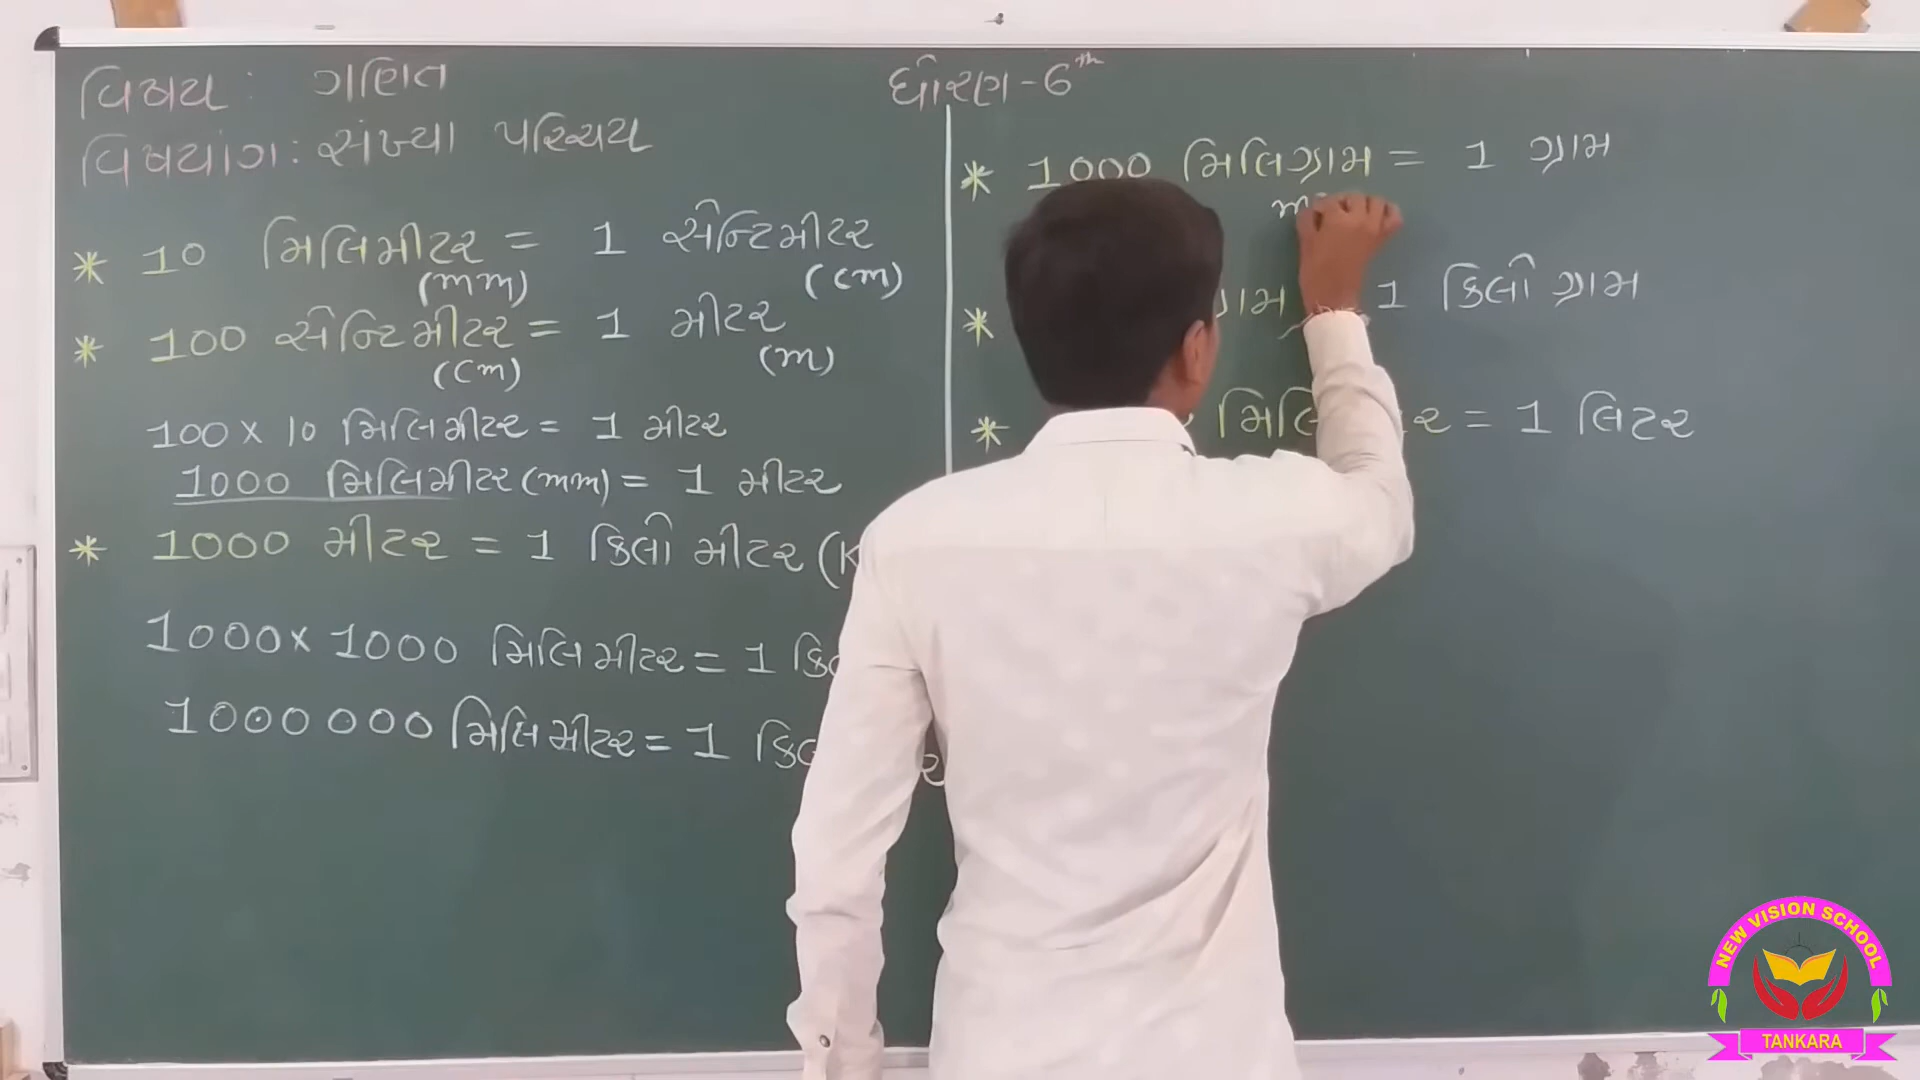 વિષય : ગણિત
વિષયાંગ : સંખ્યા પરિચય
* 10 મિલિમીટર = 1 સેન્ટિમીટર
(mm) (cm)
* 100 સેન્ટિમીટર = 1 મીટર
(cm) (m)
100 x 10 મિલિમીટર = 1 મીટર
1000 મિલિમીટર (mm) = 1 મીટર
* 1000 મીટર = 1 કિલોમીટર (K
1000 x 1000 મિલિમીટર = 1
1000 000 મિલિમીટર = 1
ધોરણ - 6th
* 1000 મિલિગ્રામ = 1 ગ્રામ
* ગ્રામ 1 કિલોગ્રામ
* = 1 લિટર
NEW VISION SCHOOL
TANKARA